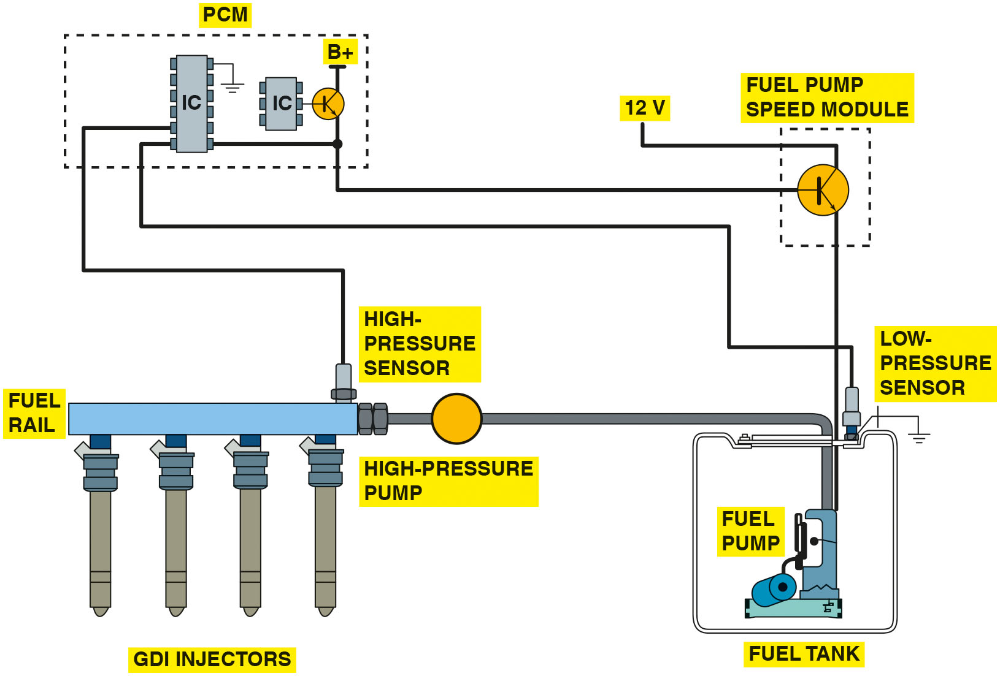 PCM
B+
IC
IC
12 V
FUEL PUMP
SPEED MODULE
HIGH-
PRESSURE
SENSOR
LOW-
PRESSURE
SENSOR
FUEL
RAIL
HIGH-PRESSURE
PUMP
FUEL
PUMP
GDI INJECTORS
FUEL TANK